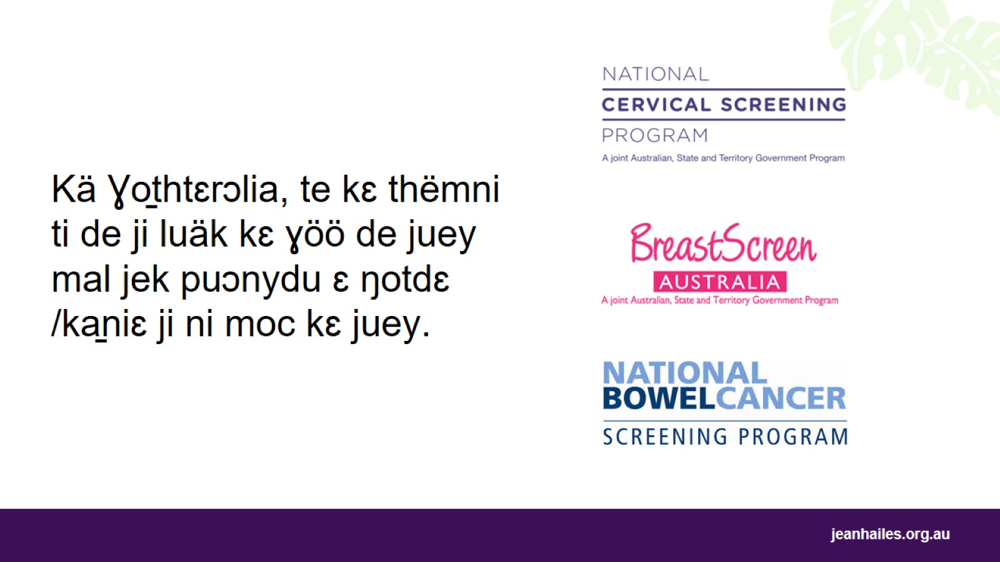 Kä Ɣo̱thtɛrɔlia, te kɛ thëmni
ti de ji luäk kɛ ɣöö de juey
mal jek puɔnydu ɛ ŋotdɛ
/ka̱niɛ ji ni moc kɛ juey.
NATIONAL
CERVICAL SCREENING
PROGRAM
A joint Australian, State and Territory Government Program
BreastScreen
AUSTRALIA
A joint Australian, State and Territory Government Program
NATIONAL
BOWELCANCER
SCREENING PROGRAM
jeanhailes.org.au